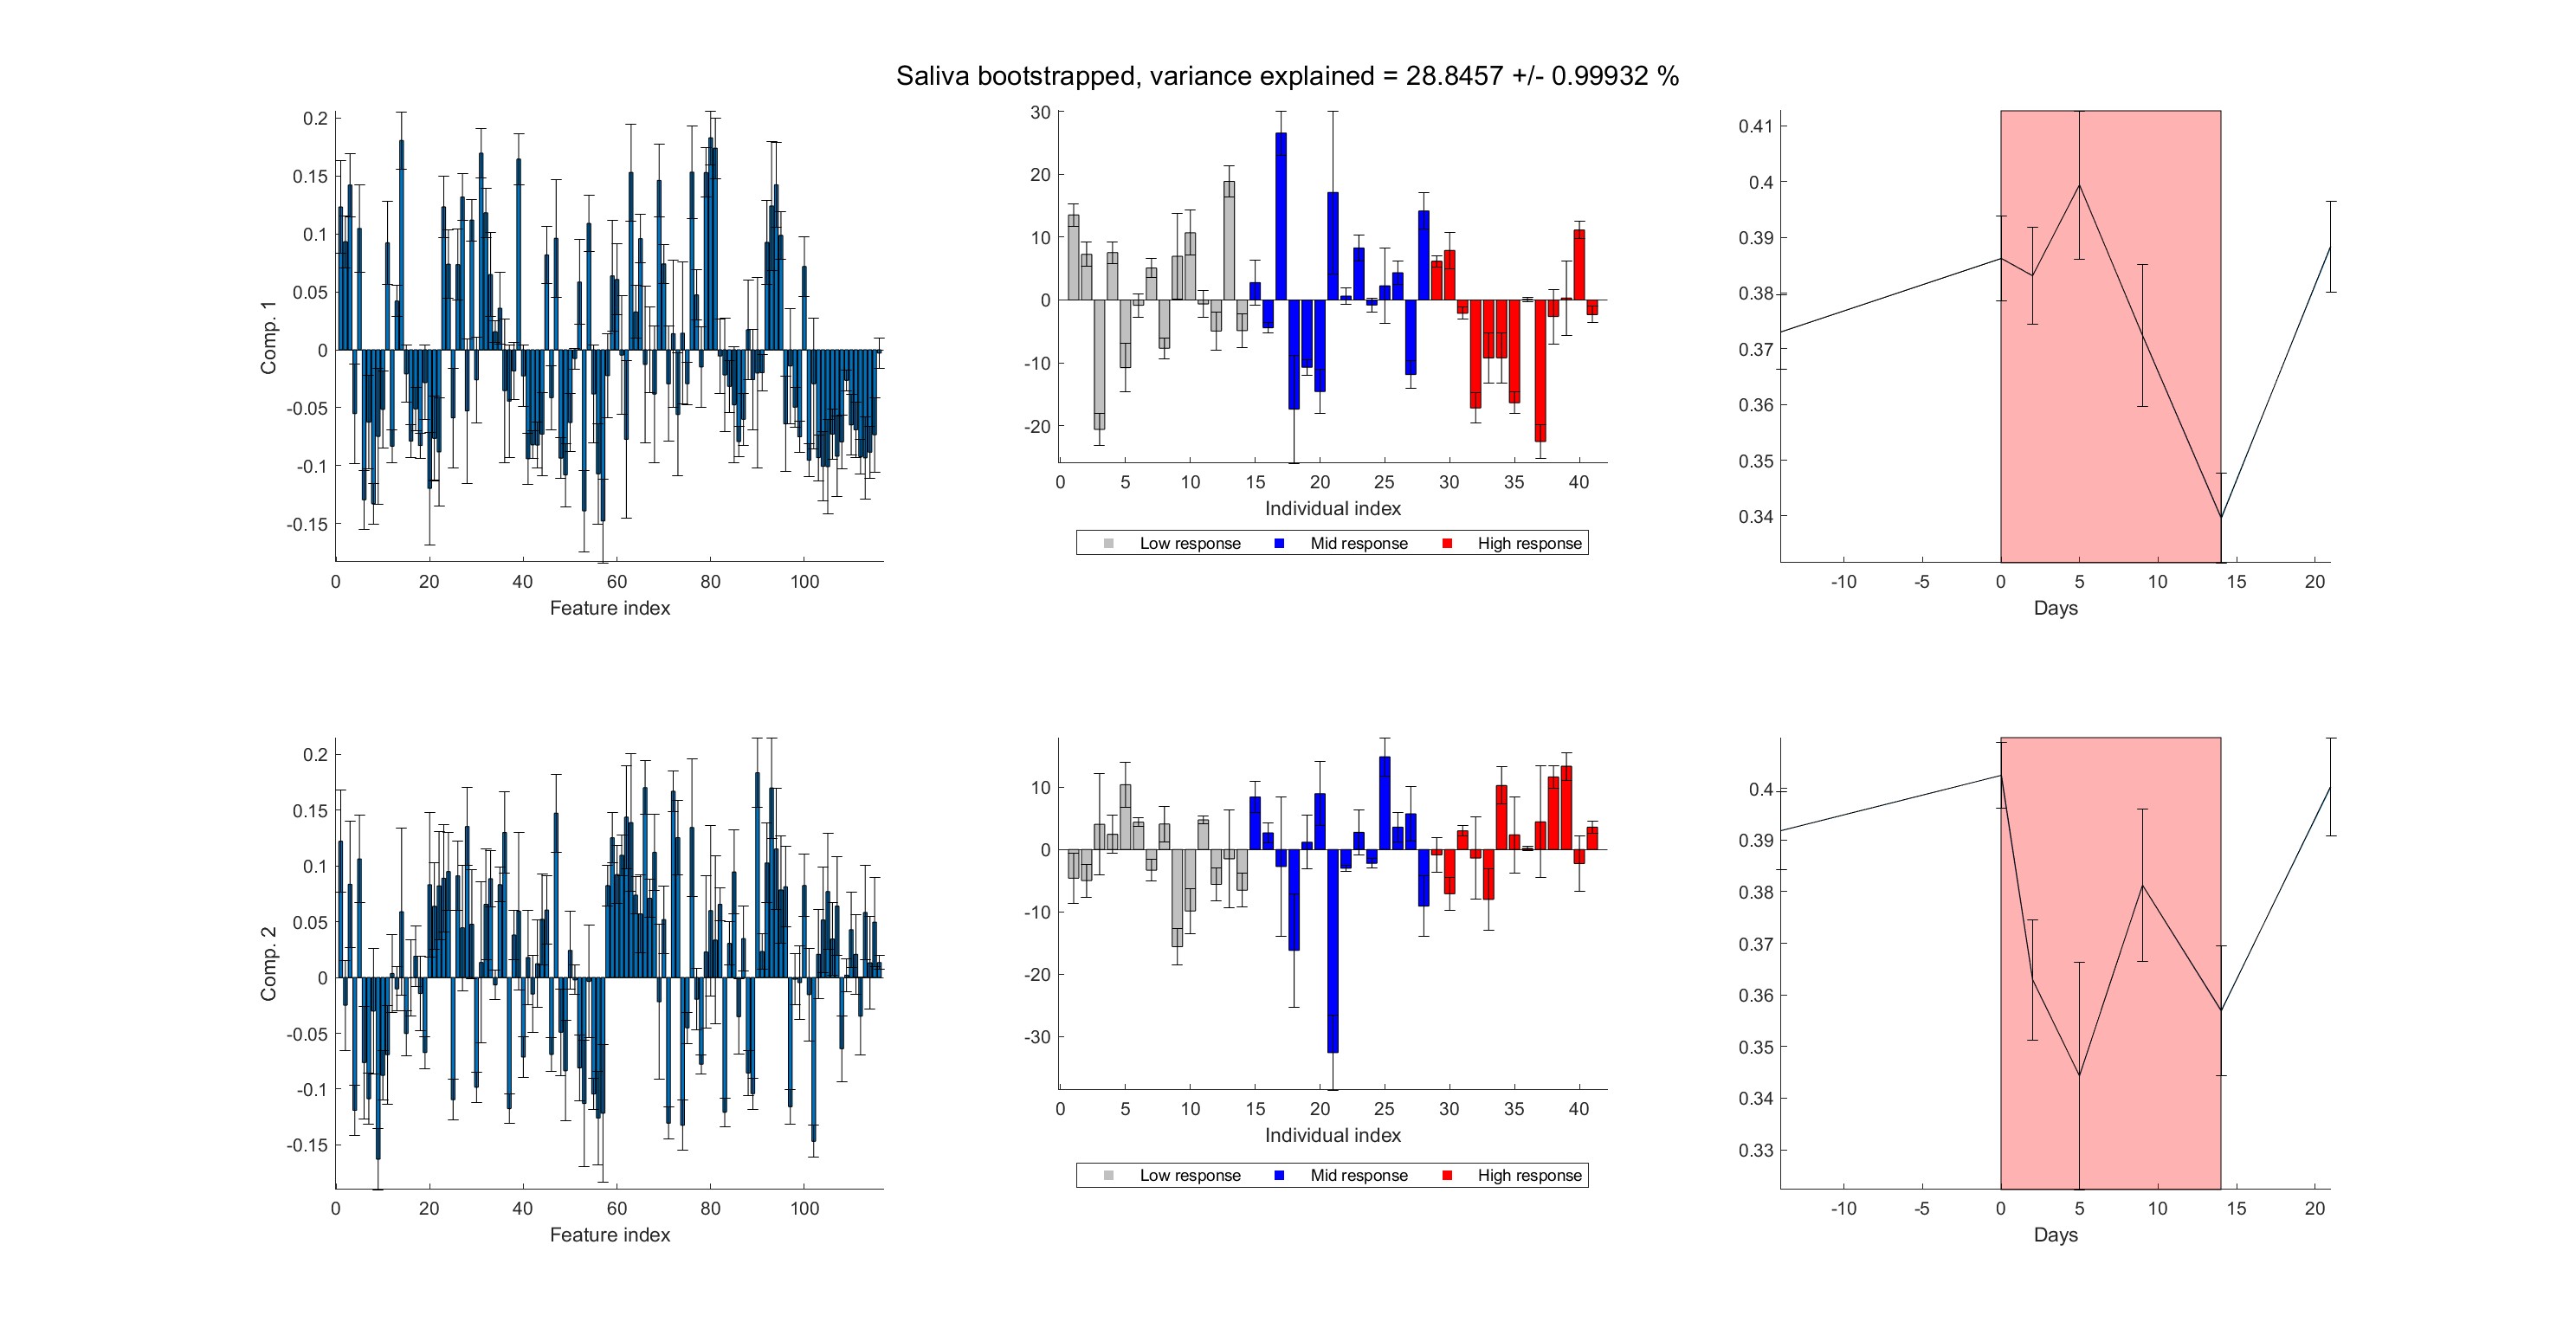 Saliva bootstrapped, variance explained = 28.8457 +/- 0.99932 %
0.2
0.15
0.1
0.05
0
-0.05
-0.1
-0.15
Comp. 1
0 20 40 60 80 100
Feature index
30
20
10
0
-10
-20
0 5 10 15 20 25 30 35 40
Individual index
Low response Mid response High response
0.41
0.4
0.39
0.38
0.37
0.36
0.35
0.34
-10 -5 0 5 10 15 20
Days
0.2
0.15
0.1
0.05
0
-0.05
-0.1
-0.15
Comp. 2
0 20 40 60 80 100
Feature index
10
0
-10
-20
-30
0 5 10 15 20 25 30 35 40
Individual index
Low response Mid response High response
0.4
0.39
0.38
0.37
0.36
0.35
0.34
0.33
-10 -5 0 5 10 15 20
Days